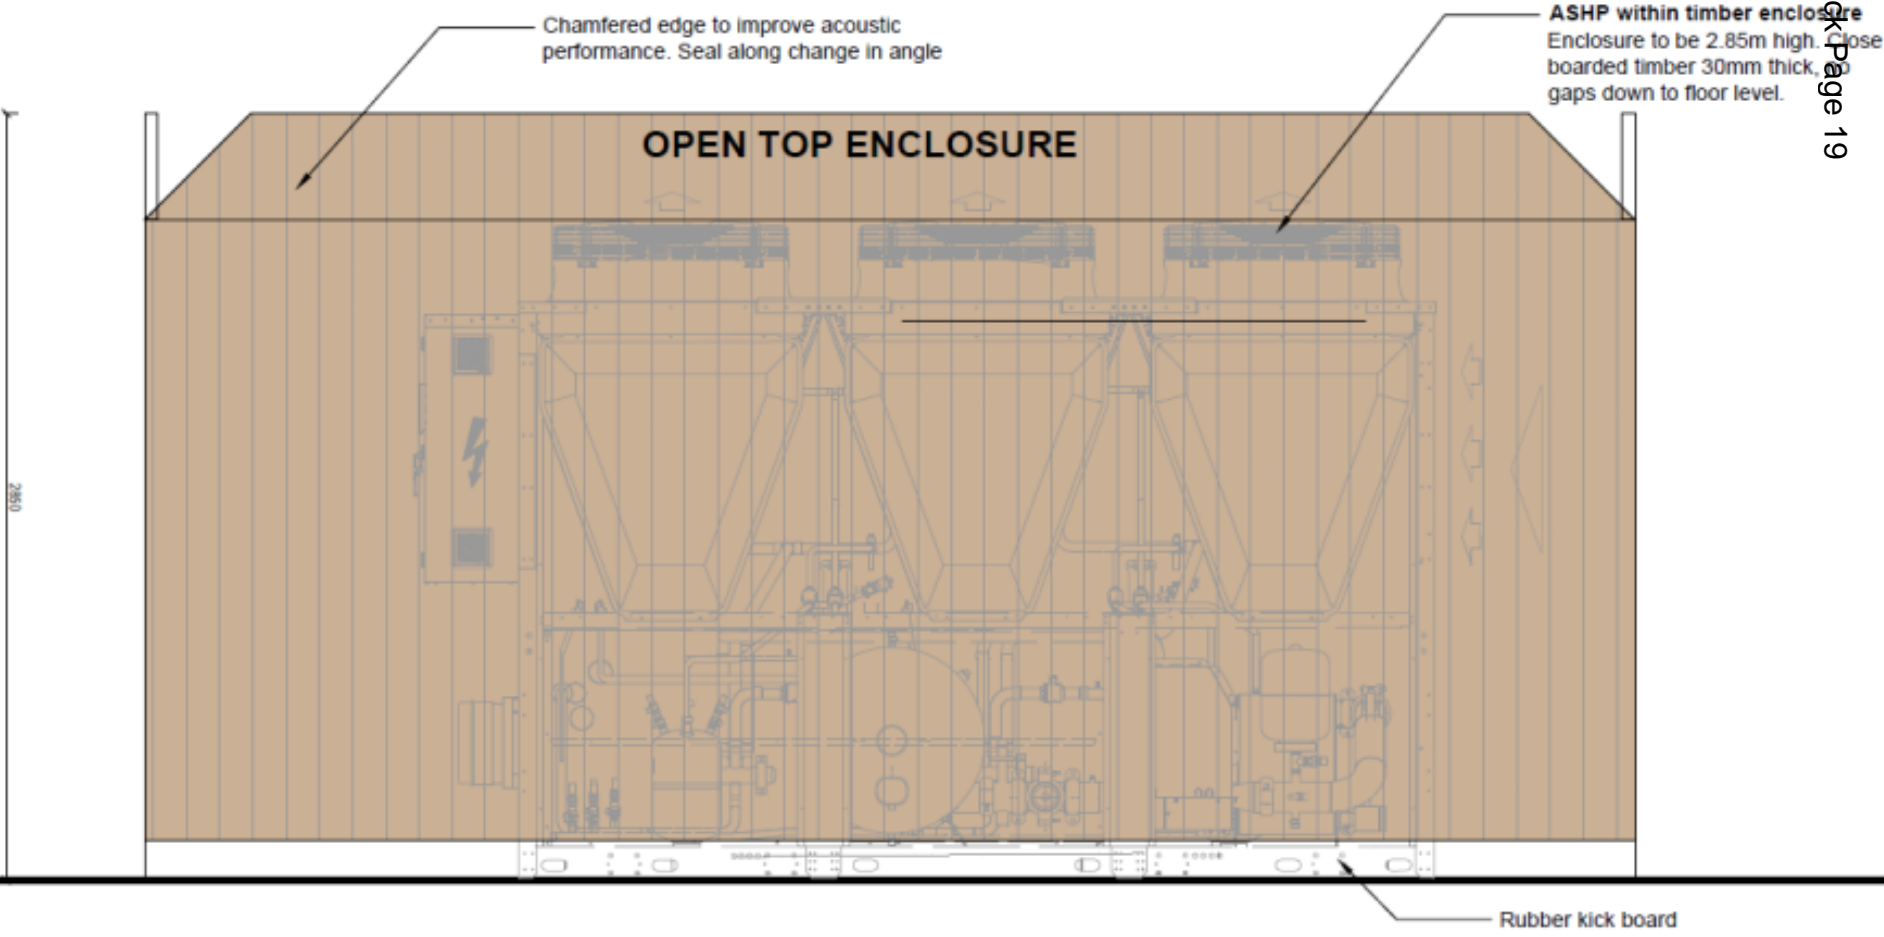 Chamfered edge to improve acoustic
performance. Seal along change in angle
ASHP within timber enclosure
Enclosure to be 2.85m high. Close
boarded timber 30mm thick,
gaps down to floor level.
Page 19
OPEN TOP ENCLOSURE
2850
Rubber kick board